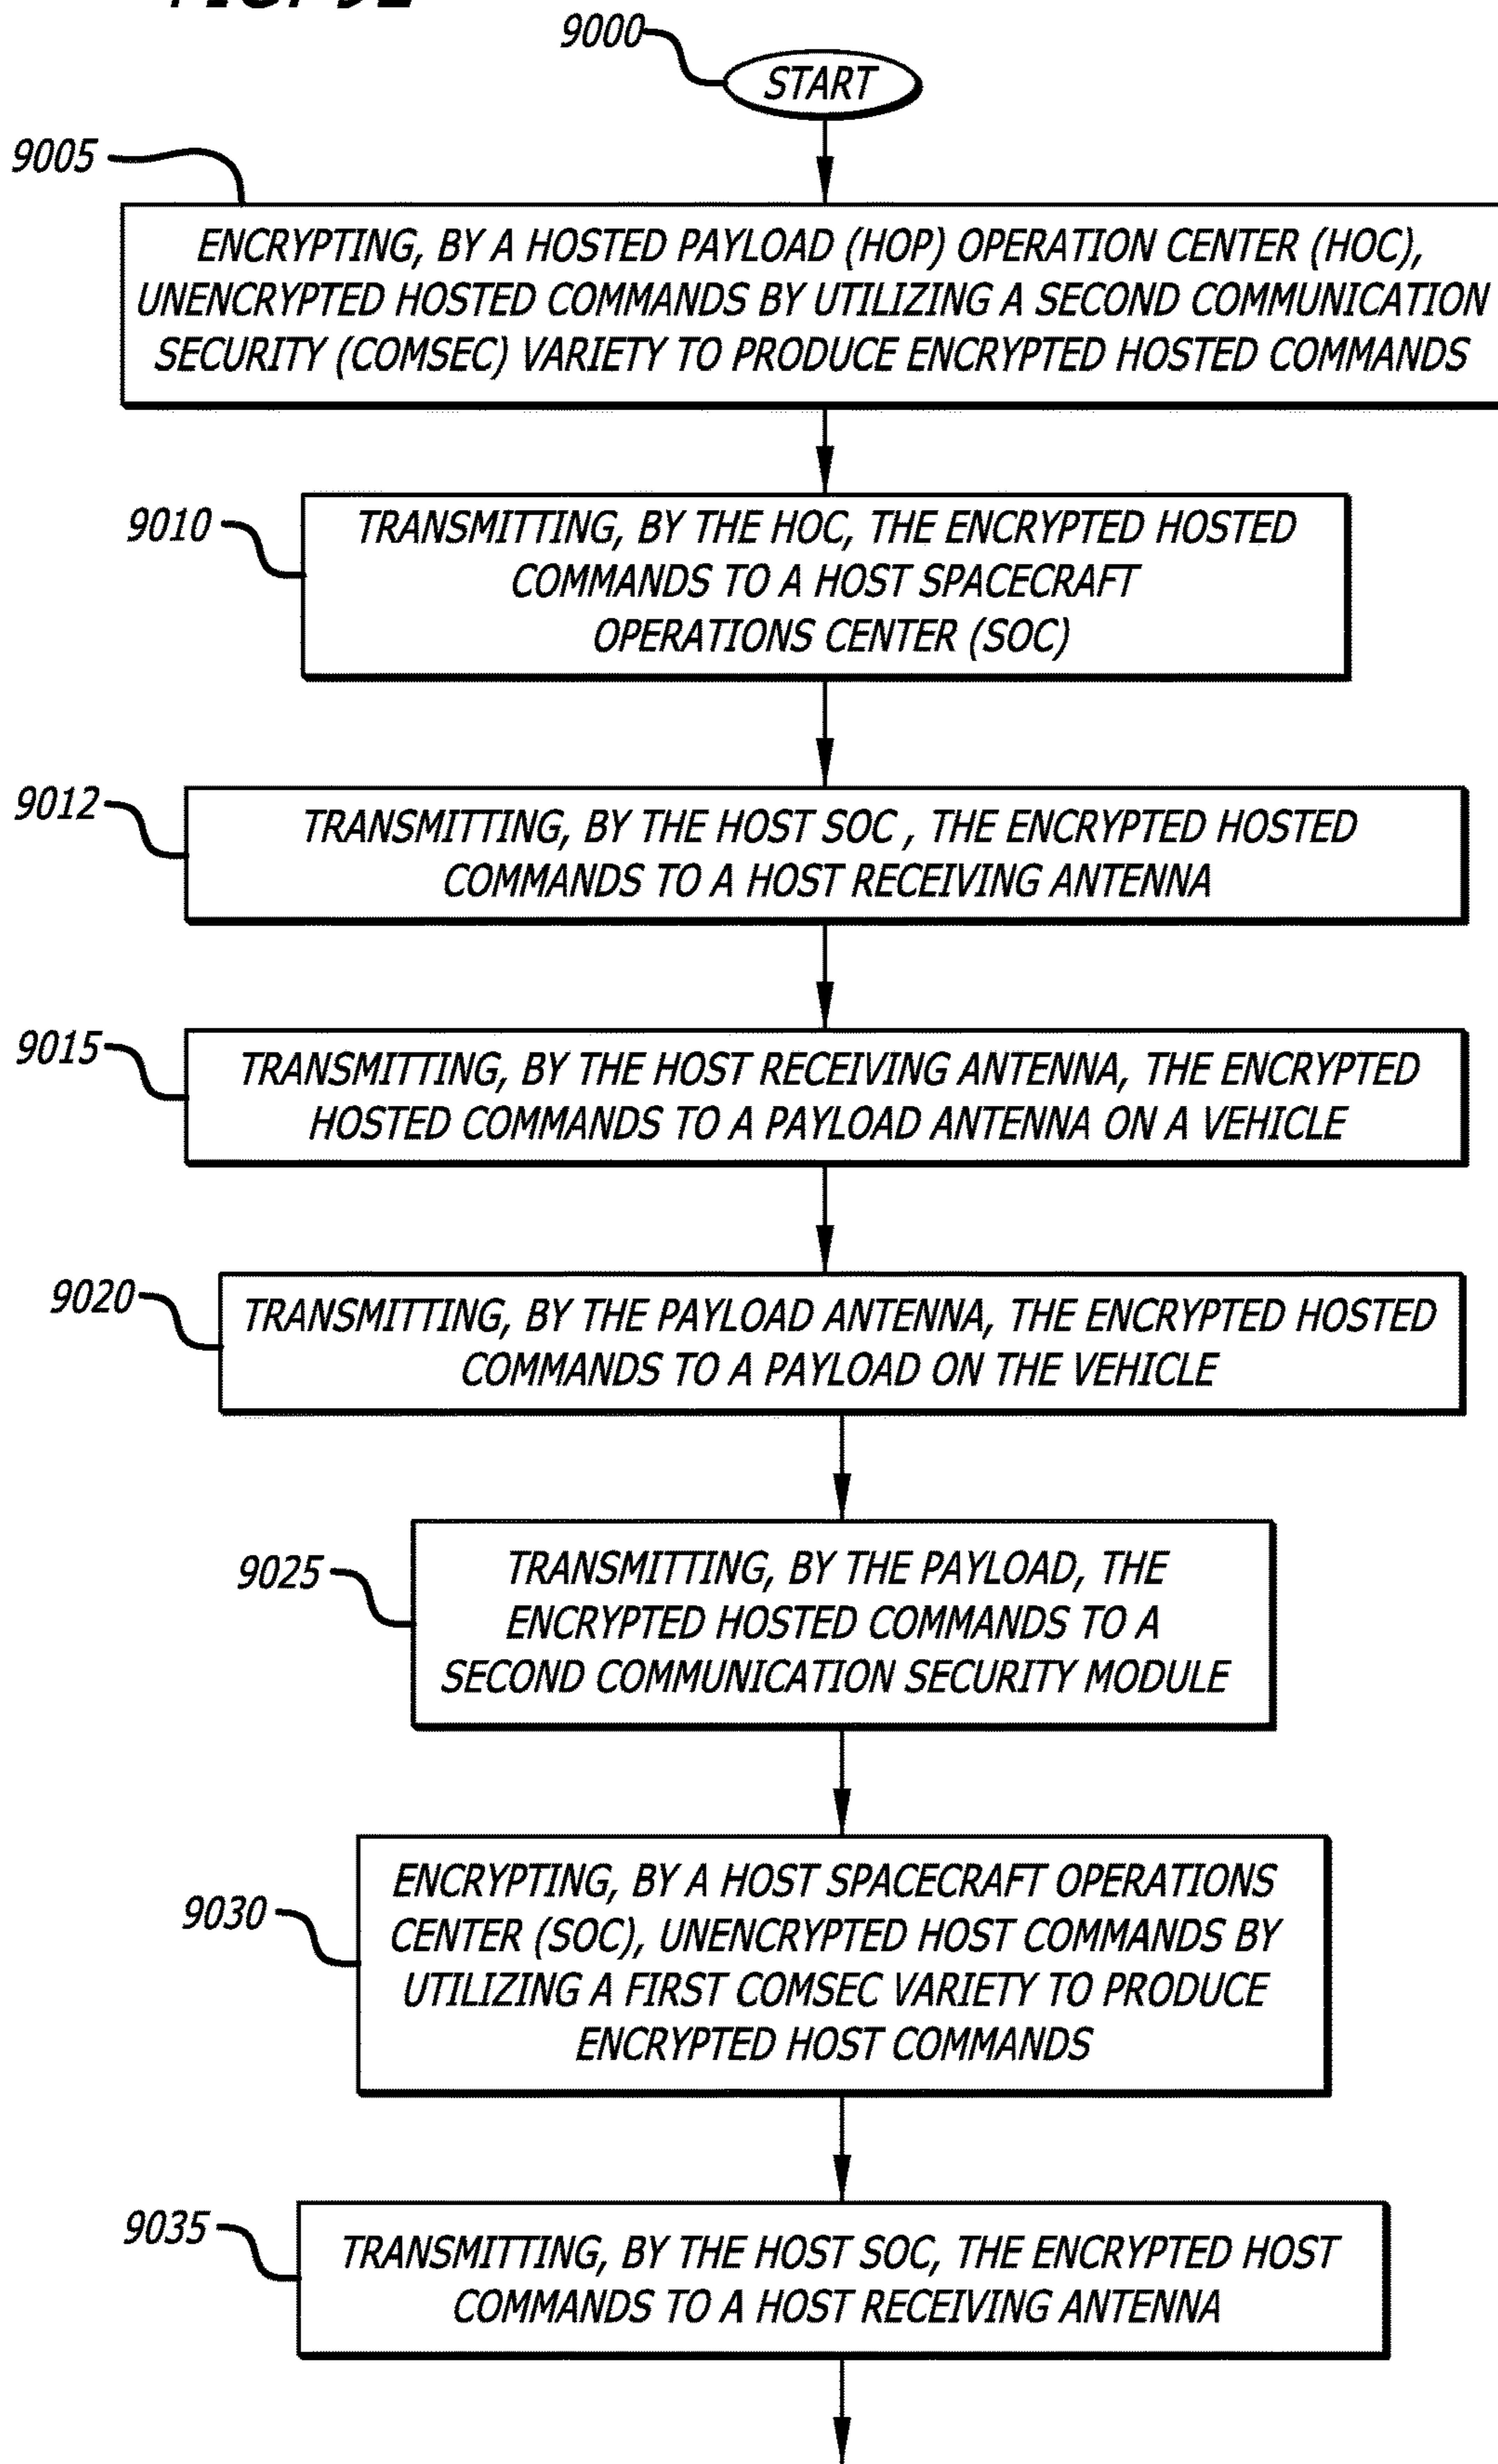 9000
START
9005
ENCRYPTING, BY A HOSTED PAYLOAD (HOP) OPERATION CENTER (HOC),
UNENCRYPTED HOSTED COMMANDS BY UTILIZING A SECOND COMMUNICATION
SECURITY (COMSEC) VARIETY TO PRODUCE ENCRYPTED HOSTED COMMANDS
9010
TRANSMITTING, BY THE HOC, THE ENCRYPTED HOSTED
COMMANDS TO A HOST SPACECRAFT
OPERATIONS CENTER (SOC)
9012
TRANSMITTING, BY THE HOST SOC , THE ENCRYPTED HOSTED
COMMANDS TO A HOST RECEIVING ANTENNA
9015
TRANSMITTING, BY THE HOST RECEIVING ANTENNA, THE ENCRYPTED
HOSTED COMMANDS TO A PAYLOAD ANTENNA ON A VEHICLE
9020
TRANSMITTING, BY THE PAYLOAD ANTENNA, THE ENCRYPTED HOSTED
COMMANDS TO A PAYLOAD ON THE VEHICLE
9025
TRANSMITTING, BY THE PAYLOAD, THE
ENCRYPTED HOSTED COMMANDS TO A
SECOND COMMUNICATION SECURITY MODULE
9030
ENCRYPTING, BY A HOST SPACECRAFT OPERATIONS
CENTER (SOC), UNENCRYPTED HOST COMMANDS BY
UTILIZING A FIRST COMSEC VARIETY TO PRODUCE
ENCRYPTED HOST COMMANDS
9035
TRANSMITTING, BY THE HOST SOC, THE ENCRYPTED HOST
COMMANDS TO A HOST RECEIVING ANTENNA